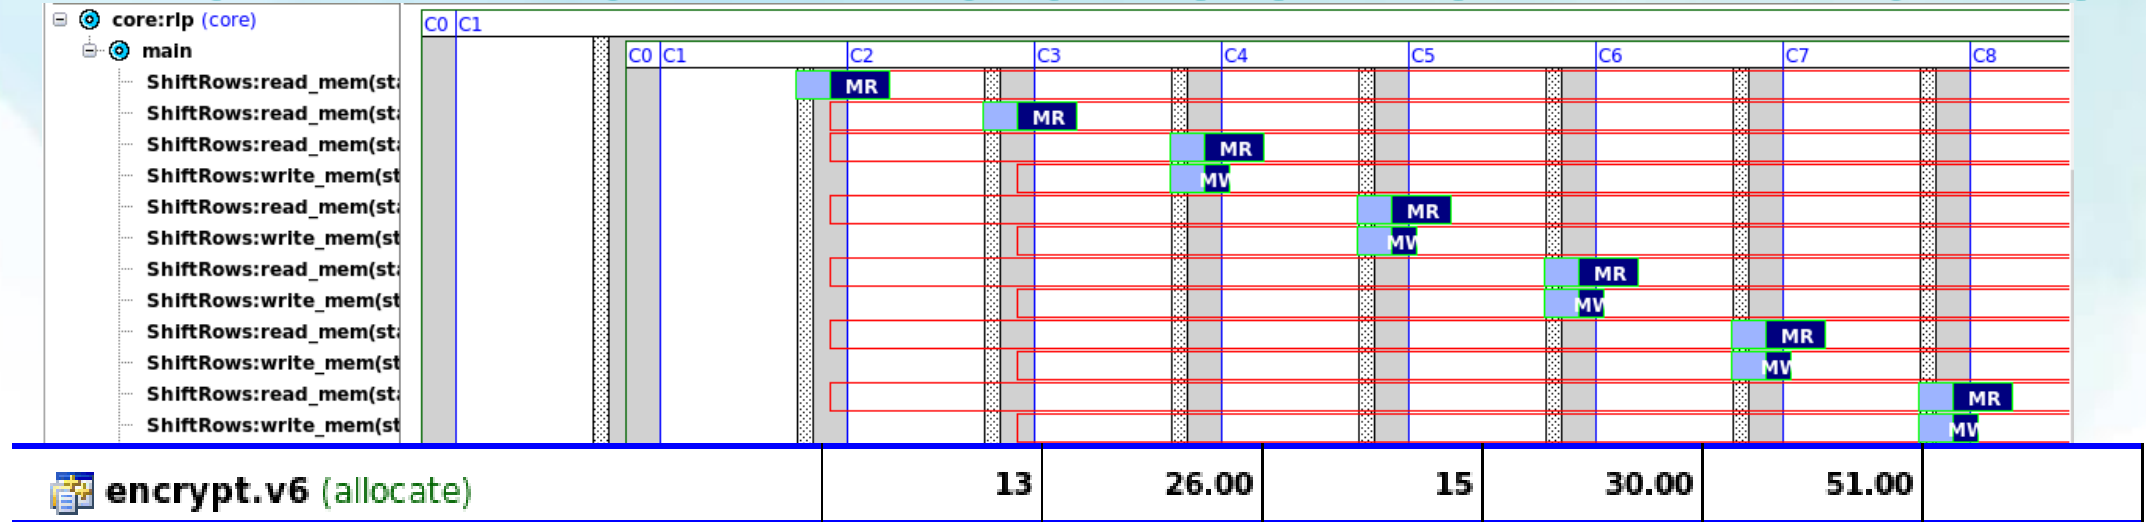 core:rlp (core)
C0 C1
main
C0 C1 C2 C3 C4 C5 C6 C7 C8
ShiftRows:read_mem(st
MR
ShiftRows:read_mem(st
MR
ShiftRows:read_mem(st
MR
ShiftRows:write_mem(st
MW
ShiftRows:read_mem(st
MR
ShiftRows:write_mem(st
MW
ShiftRows:read_mem(st
MR
ShiftRows:write_mem(st
MW
ShiftRows:read_mem(st
MR
ShiftRows:write_mem(st
MW
ShiftRows:read_mem(st
MR
ShiftRows:write_mem(st
MW
encrypt.v6 (allocate) 13 26.00 15 30.00 51.00